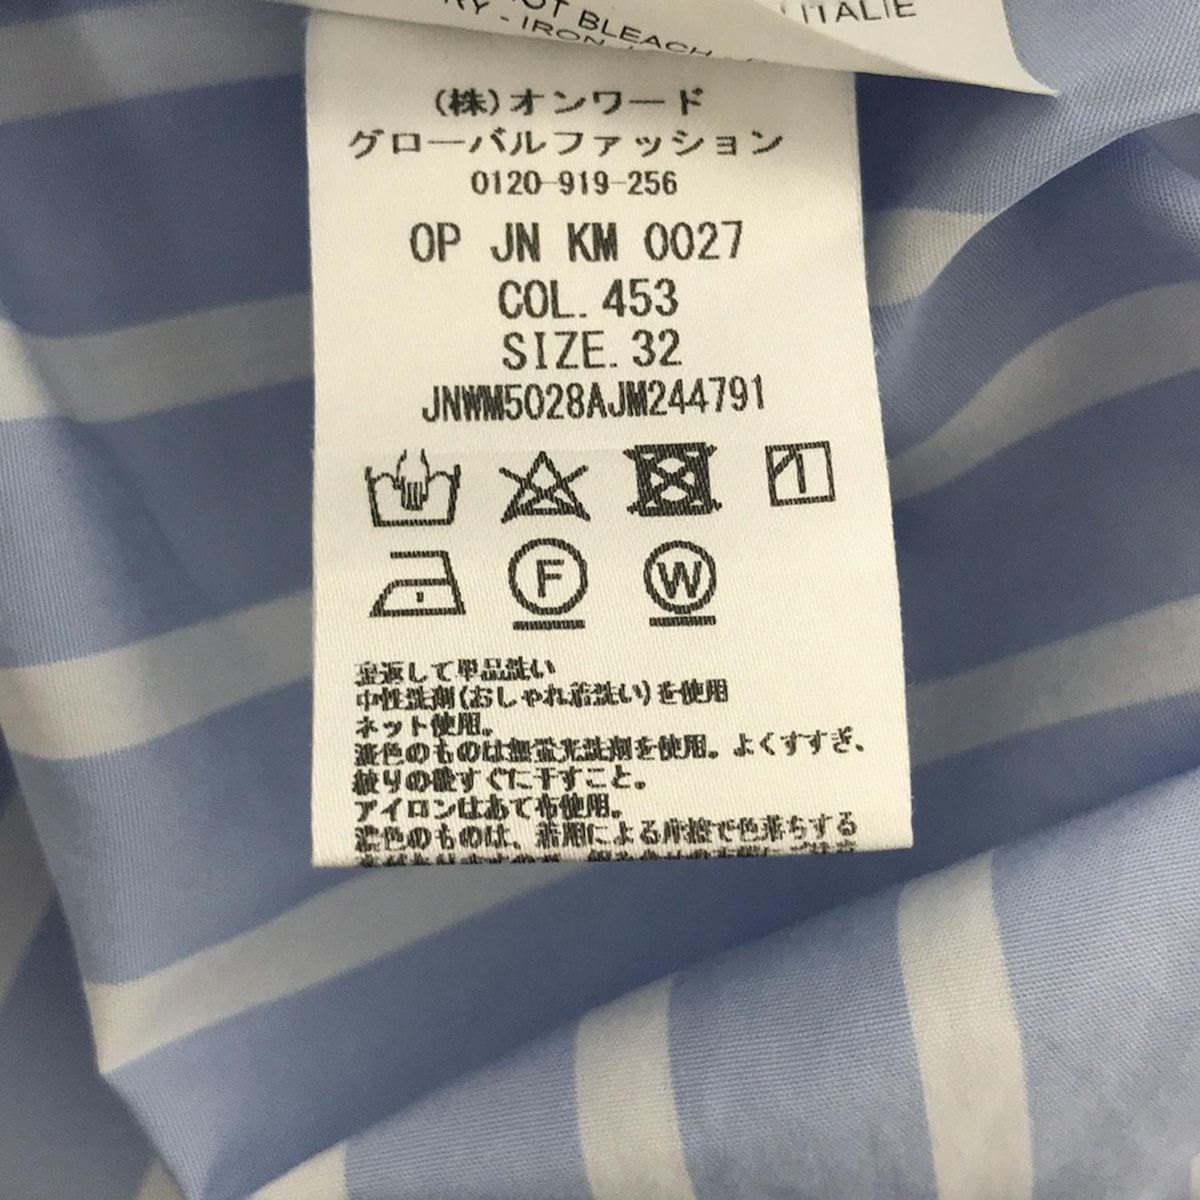 ITALIE
NOT BLEACH
RY - IRON
(株)オンワード
グローバルファッション
0120-919-256
OP JN KM 0027
COL. 453
SIZE. 32
JNWM5028AJM244791
F W
裏返して単品洗い
中性洗剤(おしゃれ着洗い)を使用
ネット使用。
淡色のものは無蛍光洗剤を使用。よくすすぎ、
絞りの後すぐに干すこと。
アイロンはあて布使用。
濃色のものは、着用による摩擦で色落ちする